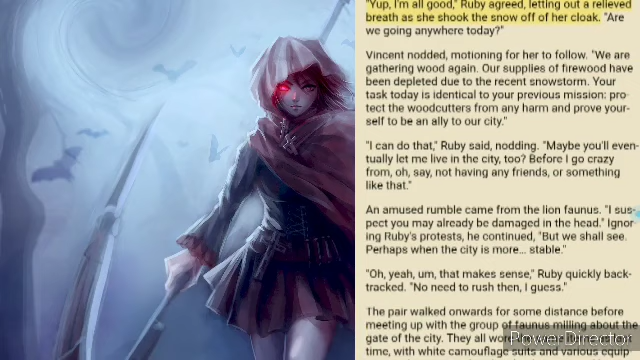 "Yup, I'm all good," Ruby agreed, letting out a relieved
breath as she shook the snow off of her cloak. "Are
we going anywhere today?"
Vincent nodded, motioning for her to follow. "We are
gathering wood again. Our supplies of firewood have
been depleted due to the recent snowstorm. Your
task today is identical to your previous mission: pro-
tect the woodcutters from any harm and prove your-
self to be an ally to our city."
"I can do that," Ruby said, nodding. "Maybe you'll even-
tually let me live in the city, too? Before I go crazy
from, oh, say, not having any friends, or something
like that."
An amused rumble came from the lion faunus. "I sus-
pect you may already be damaged in the head." Ignor-
ing Ruby's protests, he continued, "But we shall see.
Perhaps when the city is more... stable."
"Oh, yeah, um, that makes sense," Ruby quickly back-
tracked. "No need to rush then, I guess."
The pair walked onwards for some distance before
meeting up with the group of faunus milling about the
gate of the city. They all wore
time, with white camouflage suits and various equip
PowerDirector